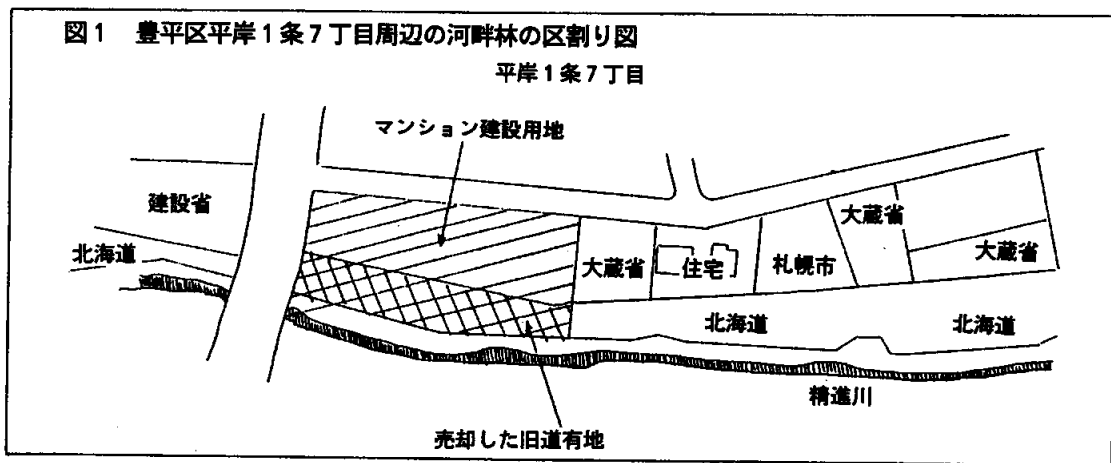 図1 豊平区平岸1条7丁目周辺の河畔林の区割り図
平岸1条7丁目
マンション建設用地
建設省
北海道
大蔵省
住宅
札幌市
大蔵省
大蔵省
北海道
北海道
精進川
売却した旧道有地